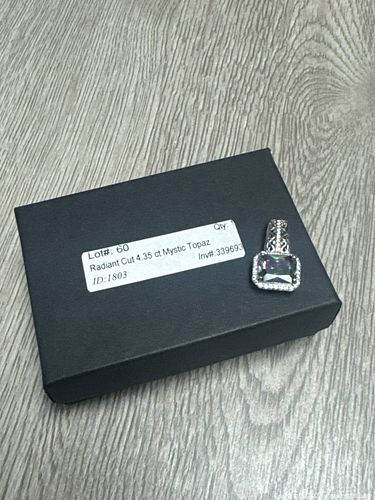 Lot#. 60
Qty.
Radiant Cut 4.35 ct Mystic Topaz
ID:1803
Inv#.339693